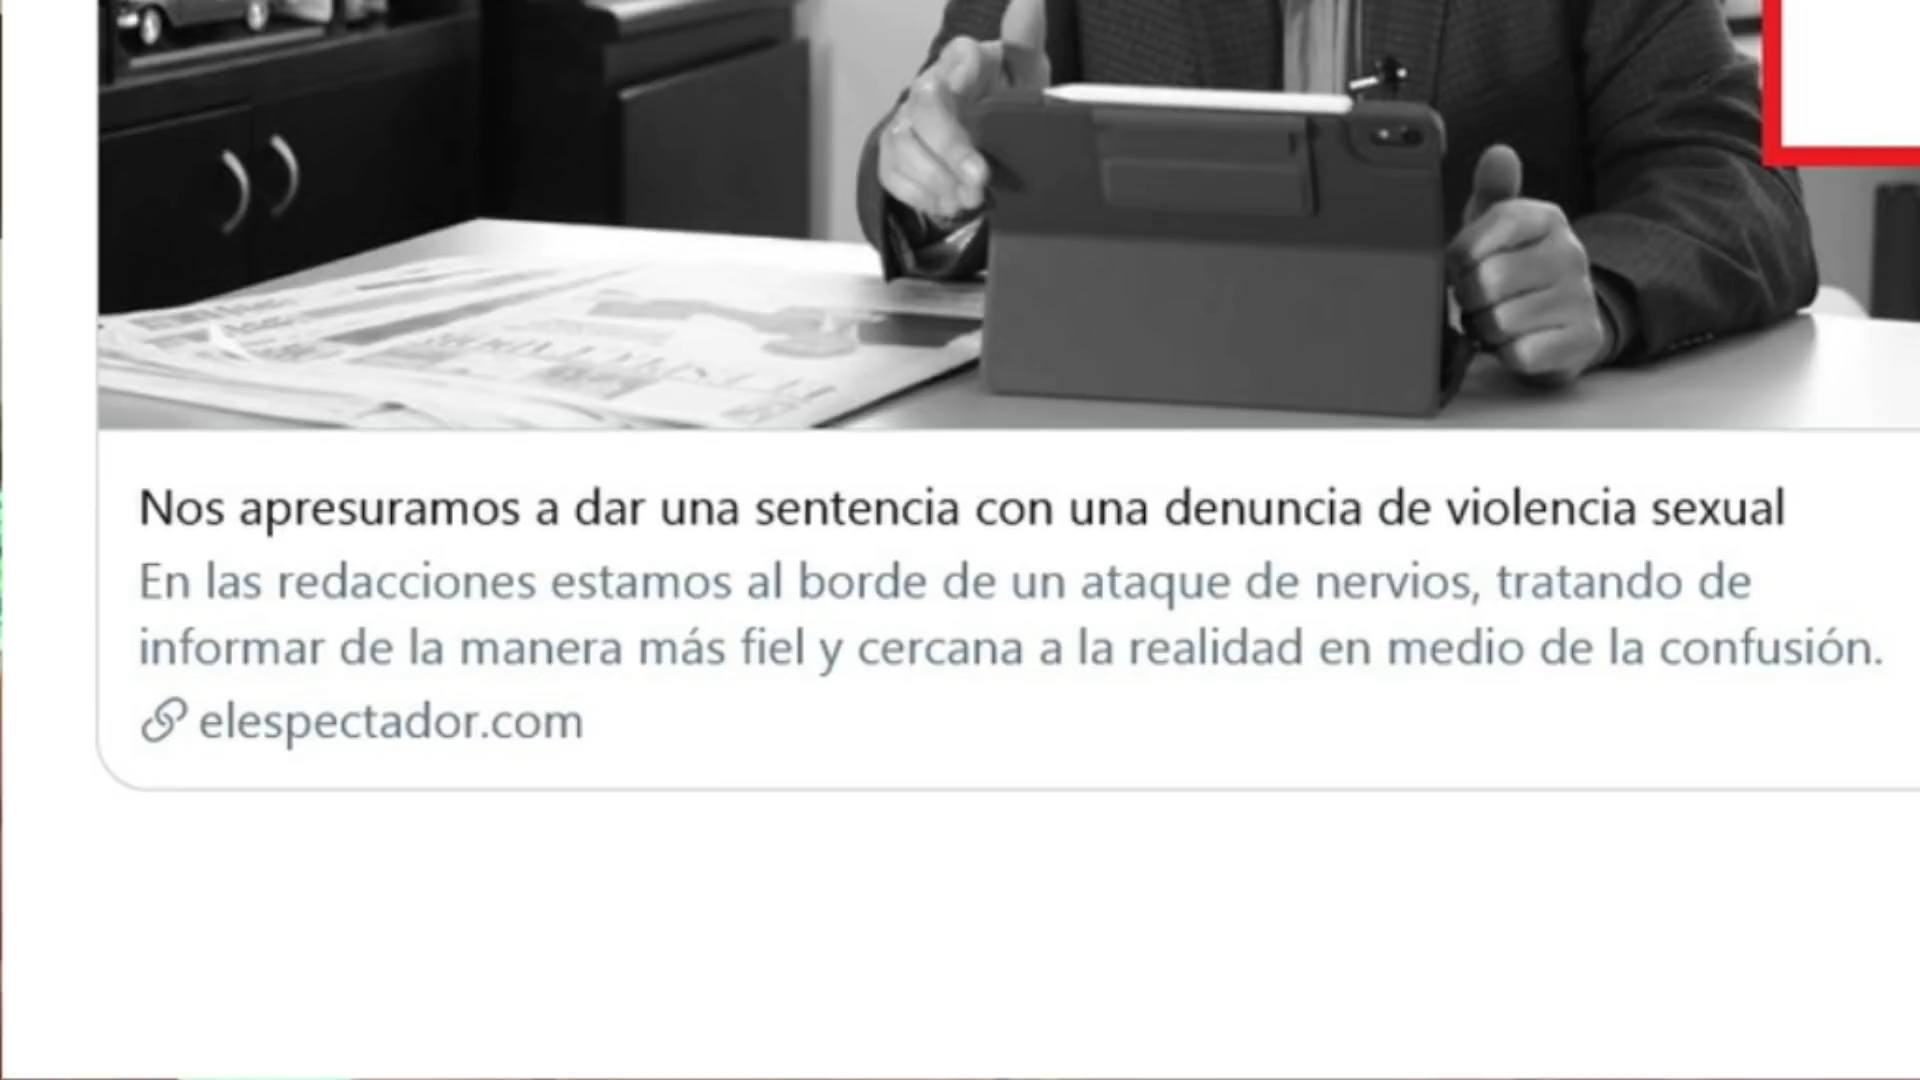 Nos apresuramos a dar una sentencia con una denuncia de violencia sexual
En las redacciones estamos al borde de un ataque de nervios, tratando de
informar de la manera más fiel y cercana a la realidad en medio de la confusión.
elespectador.com